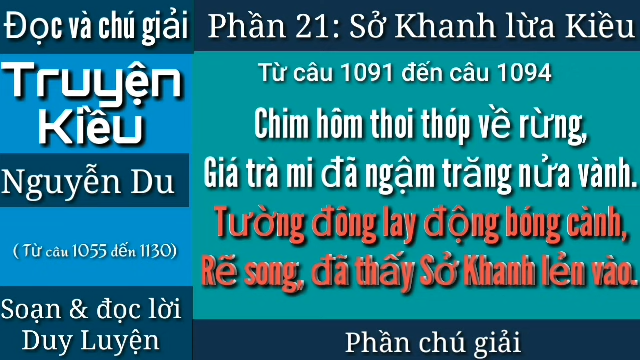 Đọc và chú giải
Truyện
Kiều
Nguyễn Du
( Từ câu 1055 đến 1130)
Soạn & đọc lời
Duy Luyện
Phần 21: Sở Khanh lừa Kiều
Từ câu 1091 đến câu 1094
Chim hôm thoi thóp về rừng,
Giá trà mi đã ngậm trăng nửa vành.
Tường đông lay động bóng cành,
Rẽ song, đã thấy Sở Khanh lẻn vào.
Phần chú giải